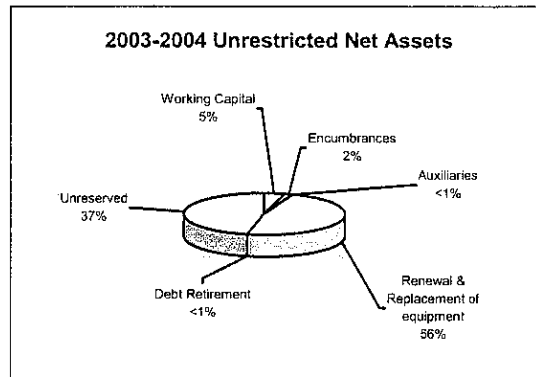 2003-2004 Unrestricted Net Assets
Working Capital
5%
Encumbrances
2%
Auxiliaries
<1%
Unreserved
37%
Debt Retirement
<1%
Renewal &
Replacement of
equipment
56%